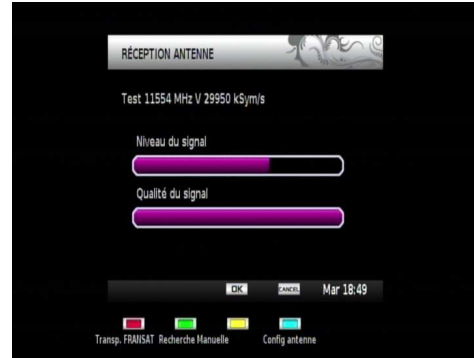 RÉCEPTION ANTENNE
Test 11554 MHz V 29950 kSym/s
Niveau du signal
Qualité du signal
OK CANCEL Mar 18:49
Transp. FRANSAT Recherche Manuelle Config antenne